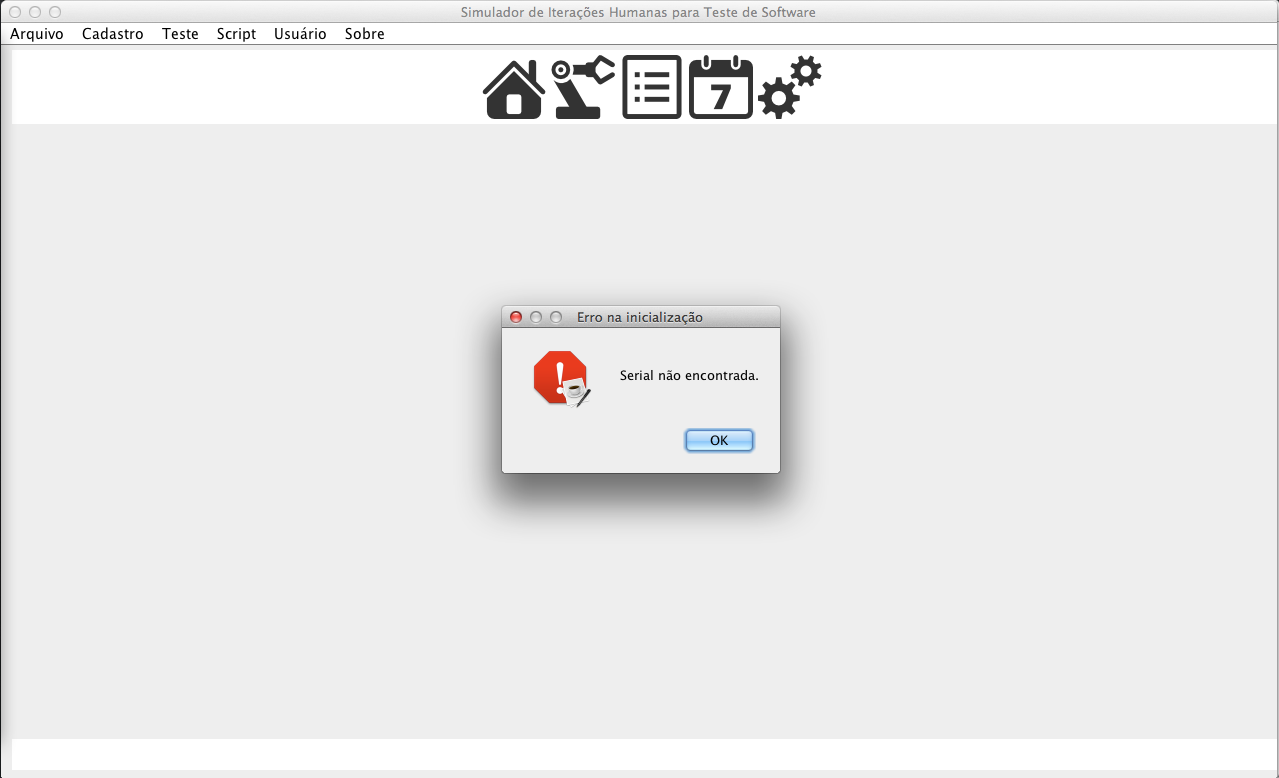 Simulador de Iterações Humanas para Teste de Software
Arquivo Cadastro Teste Script Usuário Sobre
7
Erro na inicialização
Serial não encontrada.
OK